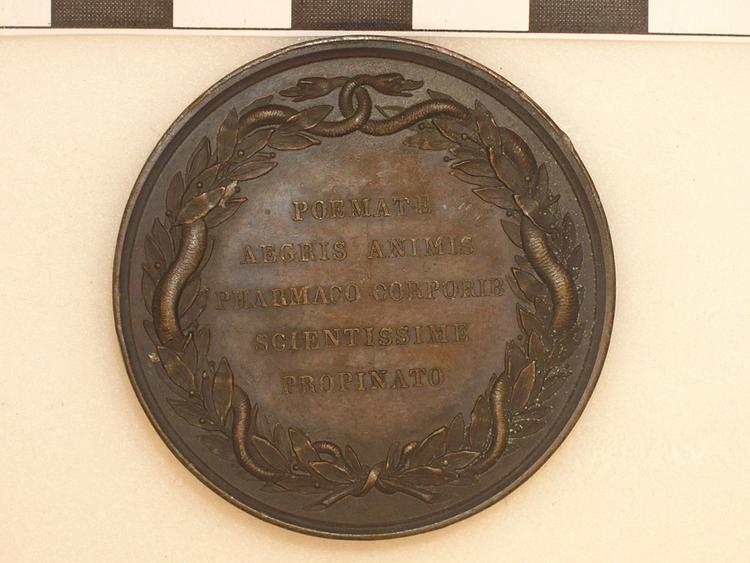 POEMATE
AEGRIS ANIMIS
PHARMACO CORPORIB
SCIENTISSIME
PROPINATO